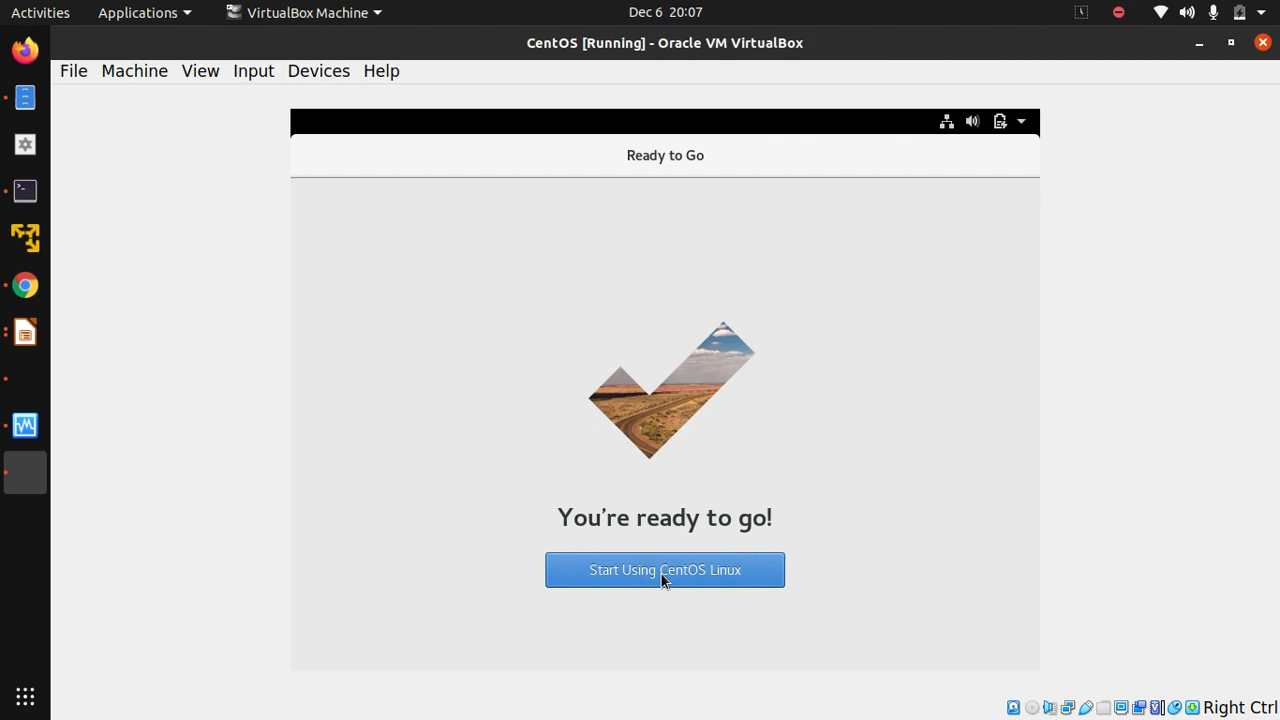 Activities Applications VirtualBox Machine Dec 6 20:07
CentOS [Running] - Oracle VM VirtualBox
File Machine View Input Devices Help
Ready to Go
You're ready to go!
Start Using CentOS Linux
Right Ctrl